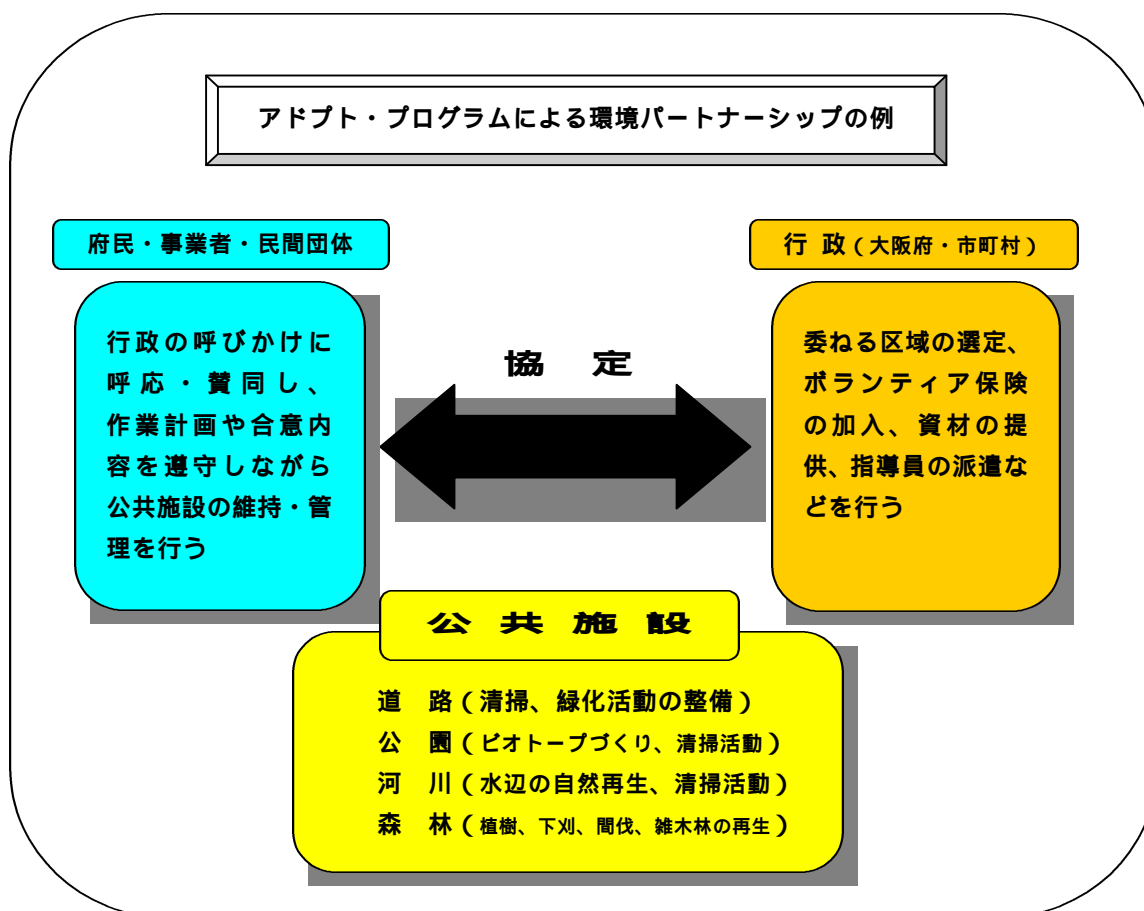 アドプト・プログラムによる環境パートナーシップの例
府民・事業者・民間団体
行政の呼びかけに
呼応・賛同し、
作業計画や合意内
容を遵守しながら
公共施設の維持・管
理を行う
協 定
行 政（大阪府・市町村）
委ねる区域の選定、
ボランティア保険
の加入、資材の提
供、指導員の派遣な
どを行う
公 共 施 設
道 路（清掃、緑化活動の整備）
公 園（ビオトープづくり、清掃活動）
河 川（水辺の自然再生、清掃活動）
森 林（植樹、下刈、間伐、雑木林の再生）